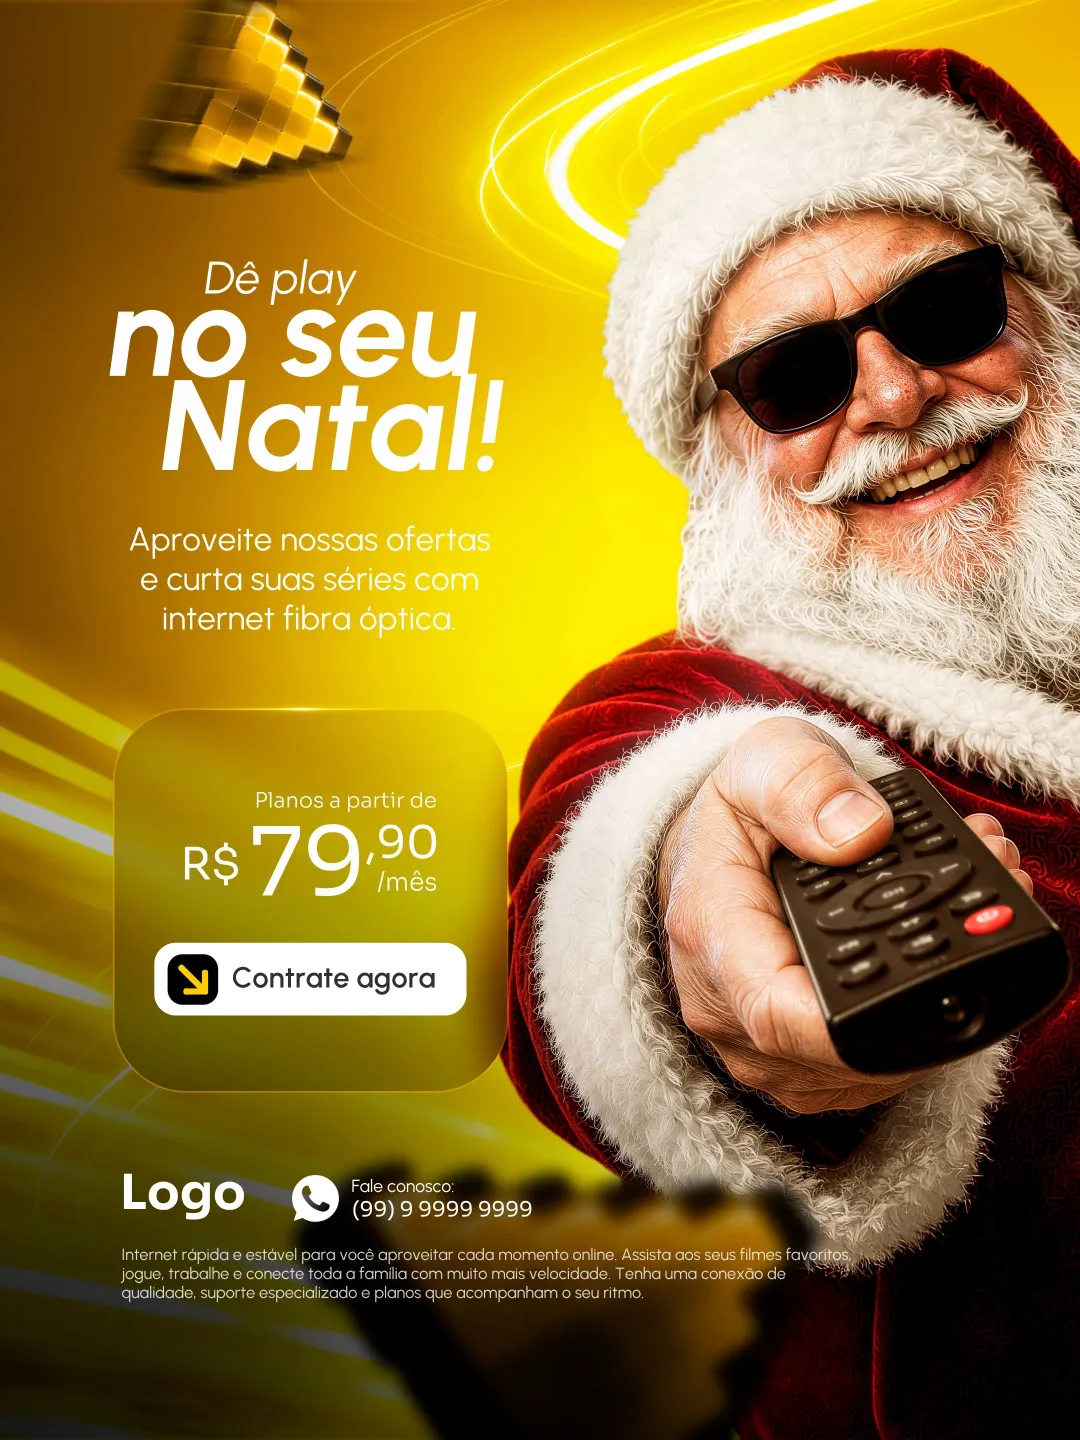 Dê play
no seu
Natal!
Aproveite nossas ofertas
e curta suas séries com
internet fibra óptica.
Planos a partir de
R$ 79,90
/mês
Contrate agora
Logo
Fale conosco:
(99) 9 9999 9999
Internet rápida e estável para você aproveitar cada momento online. Assista aos seus filmes favoritos,
jogue, trabalhe e conecte toda a família com muito mais velocidade. Tenha uma conexão de
qualidade, suporte especializado e planos que acompanham o seu ritmo.